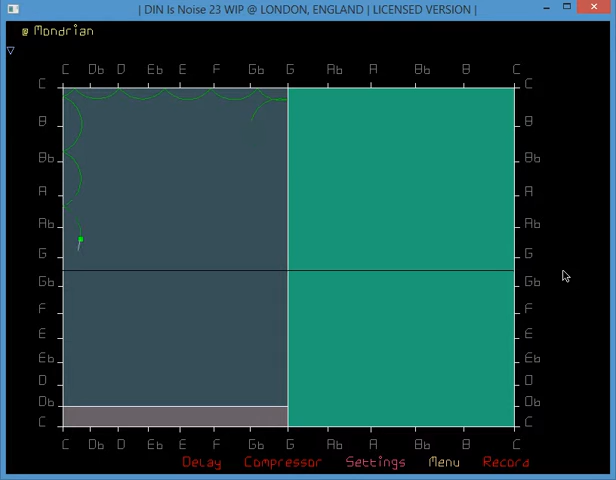 | DIN Is Noise 23 WIP @ LONDON, ENGLAND | LICENSED VERSION |
@ Mondrian
C Db D Eb E F Gb G Ab A Bb B C
C C
B B
Bb Bb
A A
Ab Ab
G G
Gb Gb
F F
E E
Eb Eb
D D
Db Db
C C
C Db D Eb E F Gb G Ab A Bb B C
Delay Compressor Settings Menu Record